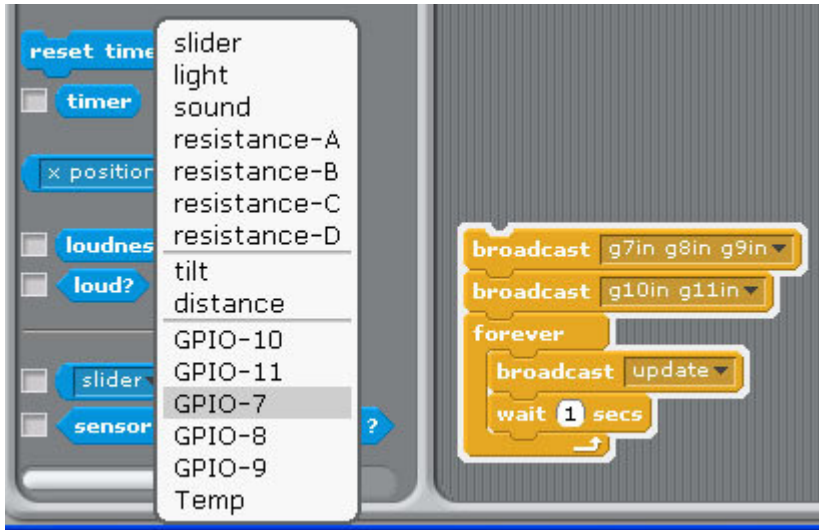 reset time
timer
x position
loudnes
loud?
slider
sensor ?
slider
light
sound
resistance-A
resistance-B
resistance-C
resistance-D
tilt
distance
GPIO-10
GPIO-11
GPIO-7
GPIO-8
GPIO-9
Temp
broadcast g7in g8in g9in
broadcast g10in g11in
forever
broadcast update
wait 1 secs